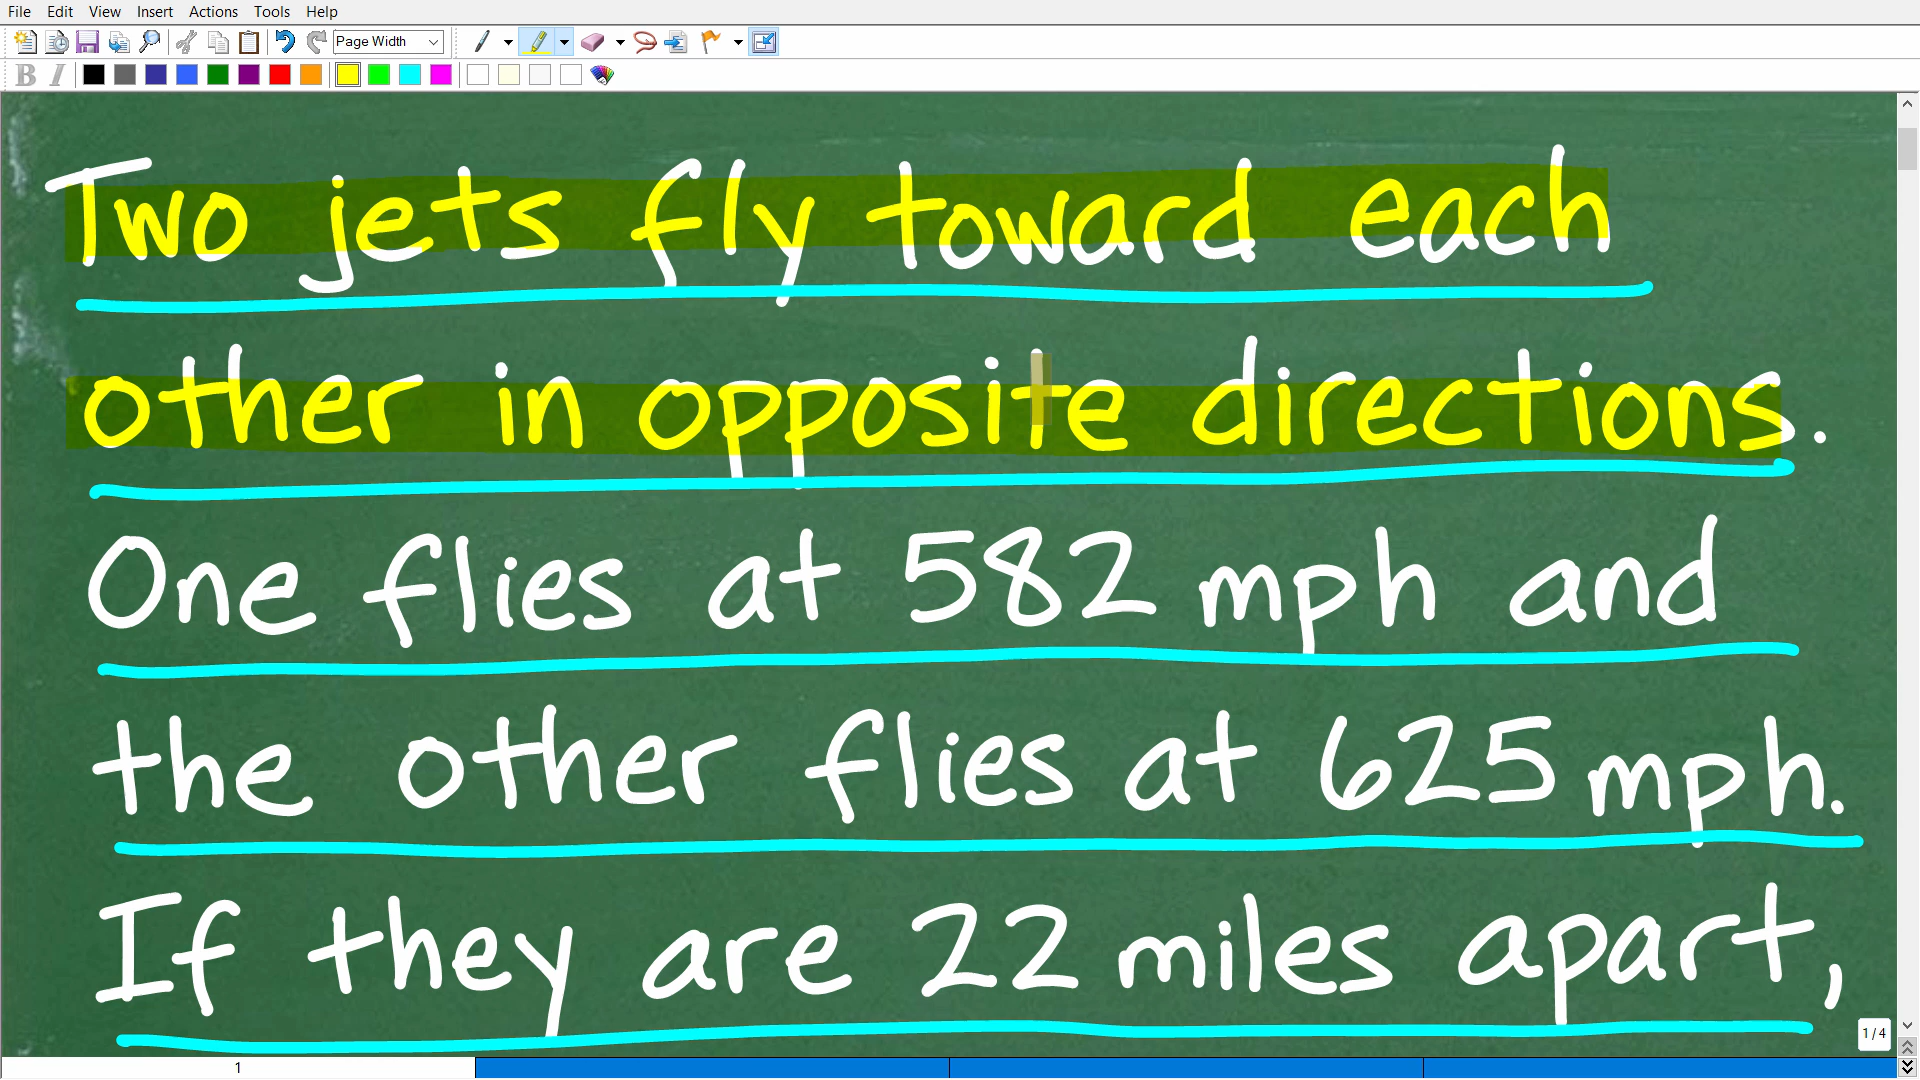 File Edit View Insert Actions Tools Help
Page Width
B I
Two jets fly toward each
other in opposite directions.
One flies at 582 mph and
the other flies at 625 mph.
If they are 22 miles apart,
1 / 4
1